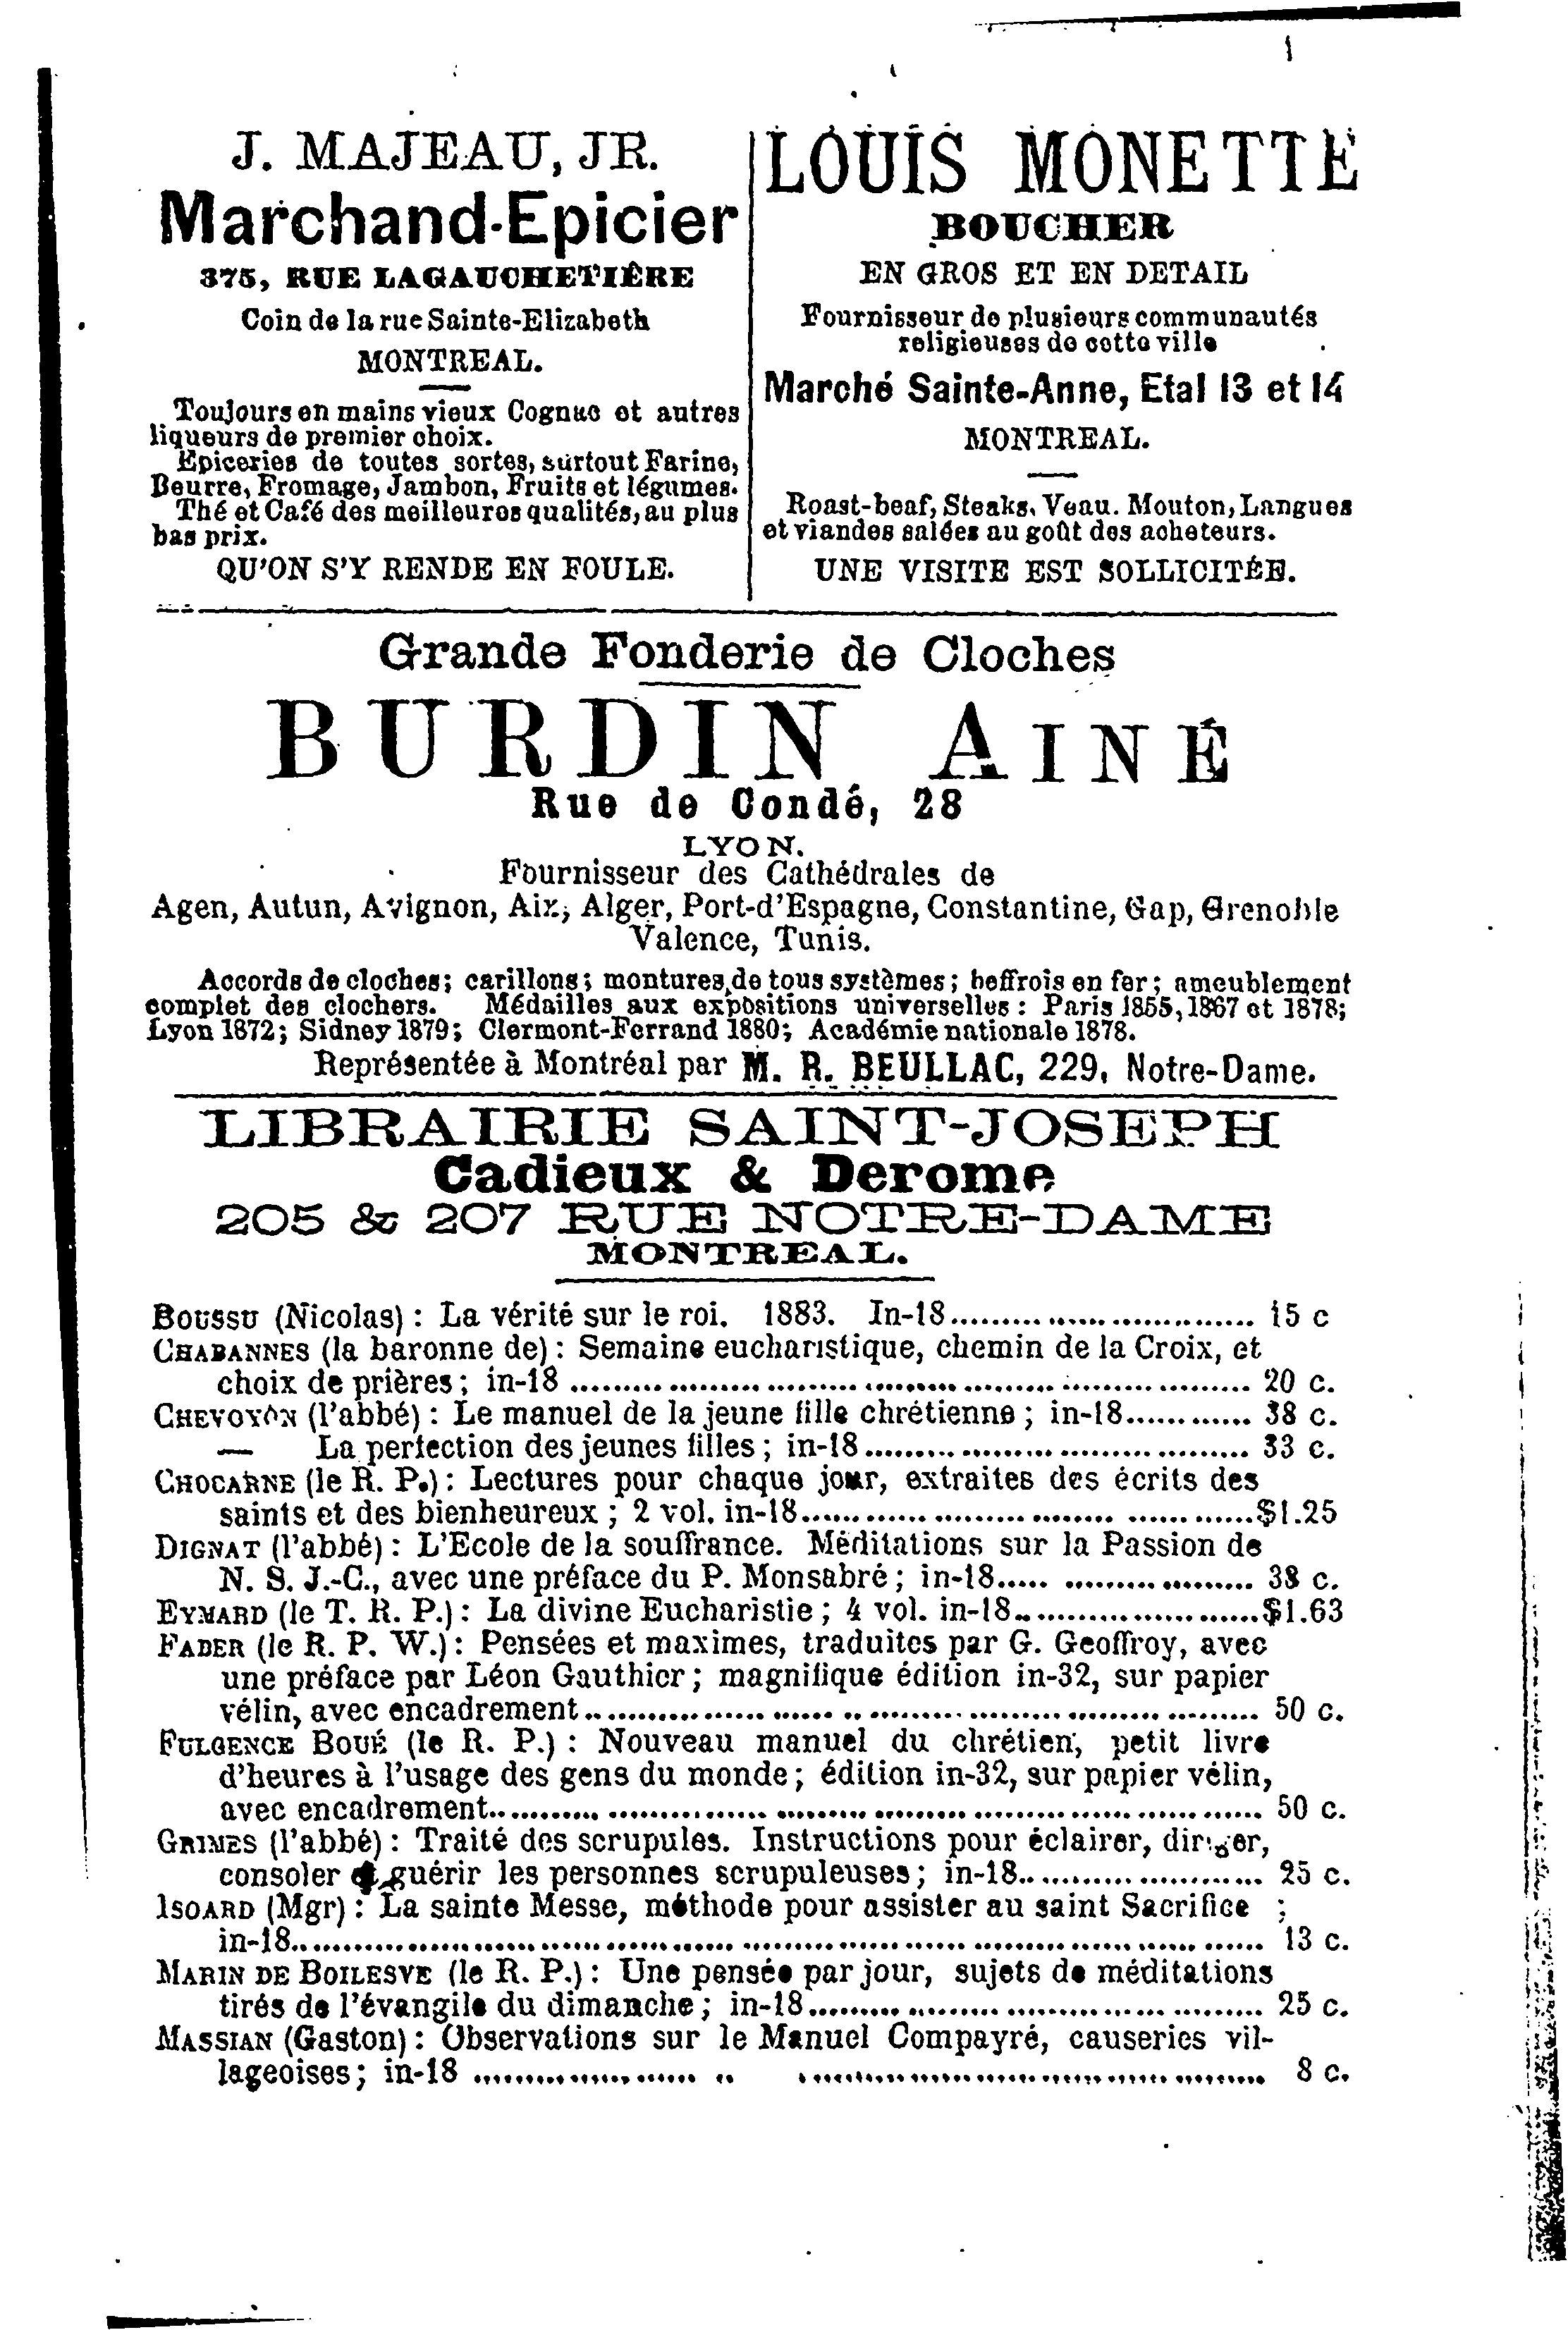 J. MAJEAU, JR.
Marchand-Epicier
375, RUE LAGAUCHETIÈRE
Coin de la rue Sainte-Elizabeth
MONTREAL.
Toujours en mains vieux Cognac et autres
liqueurs de premier choix.
Epiceries de toutes sortes, surtout Farine,
Beurre, Fromage, Jambon, Fruits et légumes.
Thé et Café des meilleures qualités, au plus
bas prix.
QU'ON S'Y RENDE EN FOULE.
LOUIS MONETTE
BOUCHER
EN GROS ET EN DETAIL
Fournisseur de plusieurs communautés
religieuses de cette ville
Marché Sainte-Anne, Etal 13 et 14
MONTREAL.
Roast-beaf, Steaks, Veau. Mouton, Langues
et viandes salées au goût des acheteurs.
UNE VISITE EST SOLLICITÉE.
Grande Fonderie de Cloches
BURDIN AINÉ
Rue de Condé, 28
LYON.
Fournisseur des Cathédrales de
Agen, Autun, Avignon, Aix, Alger, Port-d'Espagne, Constantine, Gap, Grenoble
Valence, Tunis.
Accords de cloches; carillons; montures de tous systèmes; beffrois en fer; ameublement
complet des clochers. Médailles aux expositions universelles: Paris 1855, 1867 et 1878;
Lyon 1872; Sidney 1879; Clermont-Ferrand 1880; Académie nationale 1878.
Représentée à Montréal par M. R. BEULLAC, 229, Notre-Dame.
LIBRAIRIE SAINT-JOSEPH
Cadieux & Derome
205 & 207 RUE NOTRE-DAME
MONTREAL.
BOUSSU (Nicolas): La vérité sur le roi. 1883. In-18.............................. 15 c
CHABANNES (la baronne de): Semaine eucharistique, chemin de la Croix, et
choix de prières; in-18 .............................. 20 c.
CHEVOYON (l'abbé): Le manuel de la jeune fille chrétienne; in-18............ 38 c.
— La perfection des jeunes filles; in-18.............................. 33 c.
CHOCARNE (le R. P.): Lectures pour chaque jour, extraites des écrits des
saints et des bienheureux; 2 vol. in-18..............................$1.25
DIGNAT (l'abbé): L'Ecole de la souffrance. Méditations sur la Passion de
N. S. J.-C., avec une préface du P. Monsabré; in-18..... .................. 38 c.
EYMARD (le T. R. P.): La divine Eucharistie; 4 vol. in-18........................$1.63
FABER (le R. P. W.): Pensées et maximes, traduites par G. Geoffroy, avec
une préface par Léon Gauthier; magnifique édition in-32, sur papier
vélin, avec encadrement.............................. 50 c.
FULGENCE BOUÉ (le R. P.): Nouveau manuel du chrétien, petit livre
d'heures à l'usage des gens du monde; édition in-32, sur papier vélin,
avec encadrement.............................. 50 c.
GRIMES (l'abbé): Traité des scrupules. Instructions pour éclairer, diriger,
consoler et guérir les personnes scrupuleuses; in-18........................ 25 c.
ISOARD (Mgr): La sainte Messe, méthode pour assister au saint Sacrifice;
in-18.............................. 13 c.
MARIN DE BOILESVE (le R. P.): Une pensée par jour, sujets de méditations
tirés de l'évangile du dimanche; in-18.............................. 25 c.
MASSIAN (Gaston): Observations sur le Manuel Compayré, causeries vil-
lageoises; in-18 .............................. 8 c.